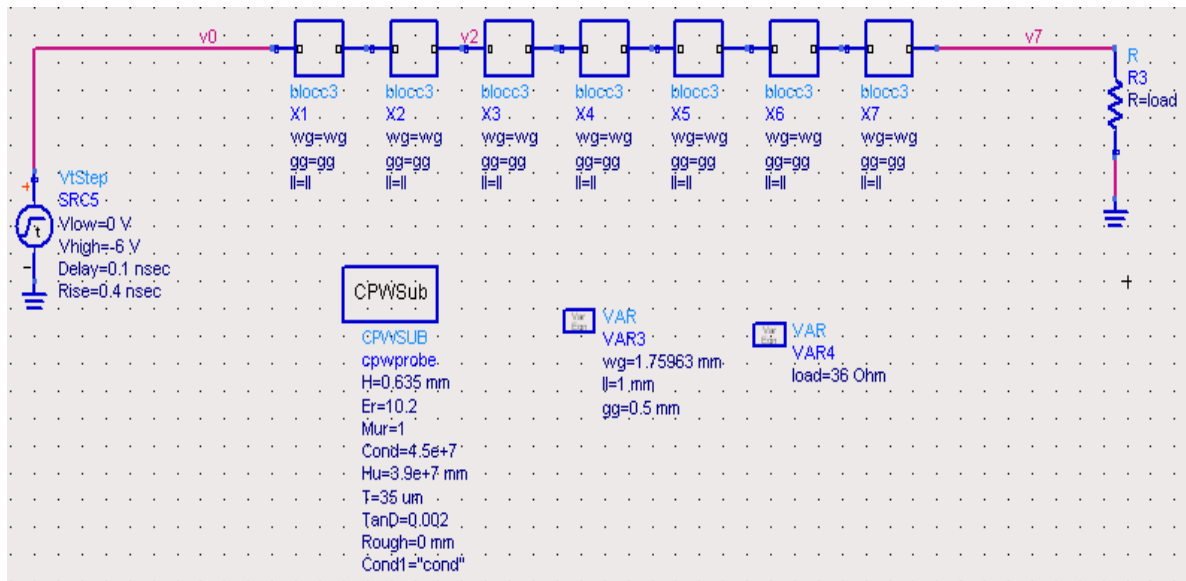 v0
v2
v7
blocc3
X1
wg=wg
gg=gg
ll=ll
blocc3
X2
wg=wg
gg=gg
ll=ll
blocc3
X3
wg=wg
gg=gg
ll=ll
blocc3
X4
wg=wg
gg=gg
ll=ll
blocc3
X5
wg=wg
gg=gg
ll=ll
blocc3
X6
wg=wg
gg=gg
ll=ll
blocc3
X7
wg=wg
gg=gg
ll=ll
R
R3
R=load
+
t
-
VtStep
SRC5
Vlow=0 V
Vhigh=-6 V
Delay=0.1 nsec
Rise=0.4 nsec
CPWSub
CPWSUB
cpwprobe
H=0.635 mm
Er=10.2
Mur=1
Cond=4.5e+7
Hu=3.9e+7 mm
T=35 um
TanD=0.002
Rough=0 mm
Cond1="cond"
Var
Eqn
VAR
VAR3
wg=1.75963 mm
ll=1 mm
gg=0.5 mm
Var
Eqn
VAR
VAR4
load=36 Ohm